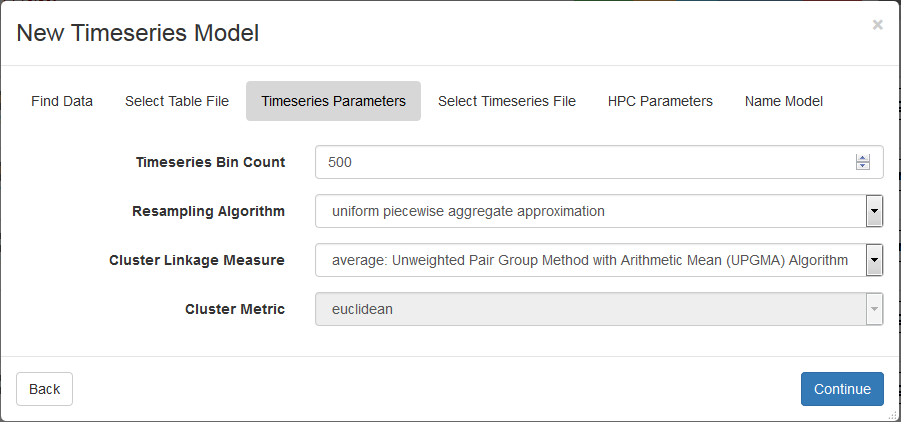 New Timeseries Model
×
Find Data Select Table File Timeseries Parameters Select Timeseries File HPC Parameters Name Model
Timeseries Bin Count 500
Resampling Algorithm uniform piecewise aggregate approximation
Cluster Linkage Measure average: Unweighted Pair Group Method with Arithmetic Mean (UPGMA) Algorithm
Cluster Metric euclidean
Back Continue